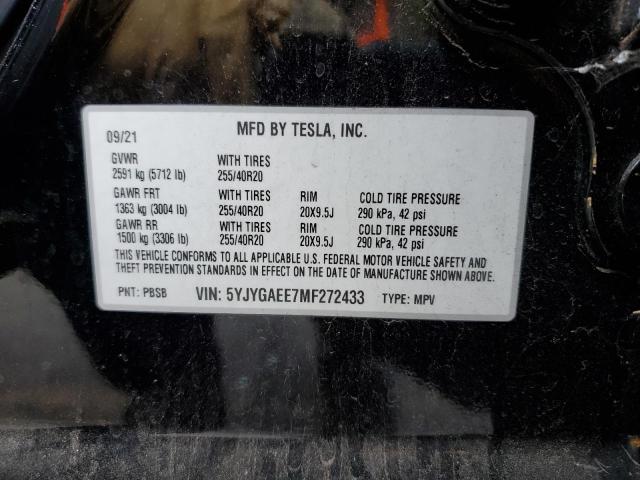 09/21 MFD BY TESLA, INC.
GVWR WITH TIRES
2591 kg (5712 lb) 255/40R20
GAWR FRT WITH TIRES RIM COLD TIRE PRESSURE
1363 kg (3004 lb) 255/40R20 20X9.5J 290 kPa, 42 psi
GAWR RR WITH TIRES RIM COLD TIRE PRESSURE
1500 kg (3306 lb) 255/40R20 20X9.5J 290 kPa, 42 psi
THIS VEHICLE CONFORMS TO ALL APPLICABLE U.S. FEDERAL MOTOR VEHICLE SAFETY AND
THEFT PREVENTION STANDARDS IN EFFECT ON THE DATE OF MANUFACTURE SHOWN ABOVE.
PNT: PBSB VIN: 5YJYGAEE7MF272433 TYPE: MPV